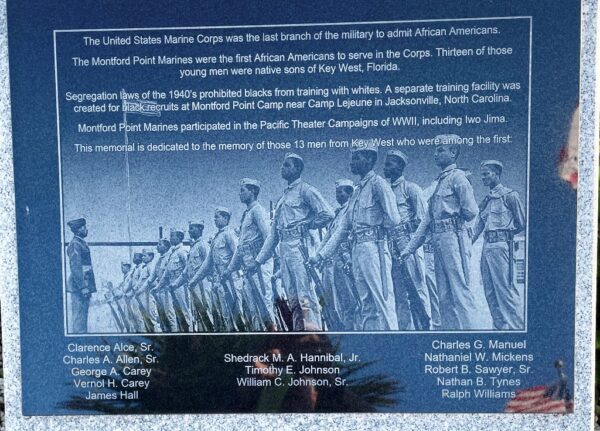 The United States Marine Corps was the last branch of the military to admit African Americans.
The Montford Point Marines were the first African Americans to serve in the Corps. Thirteen of those
young men were native sons of Key West, Florida.
Segregation laws of the 1940's prohibited blacks from training with whites. A separate training facility was
created for black recruits at Montford Point Camp near Camp Lejeune in Jacksonville, North Carolina.
Montford Point Marines participated in the Pacific Theater Campaigns of WWII, including Iwo Jima.
This memorial is dedicated to the memory of those 13 men from Key West who were among the first:
Clarence Alce, Sr.
Charles A. Allen, Sr.
George A. Carey
Vernol H. Carey
James Hall
Shedrack M. A. Hannibal, Jr.
Timothy E. Johnson
William C. Johnson, Sr.
Charles G. Manuel
Nathaniel W. Mickens
Robert B. Sawyer, Sr.
Nathan B. Tynes
Ralph Williams